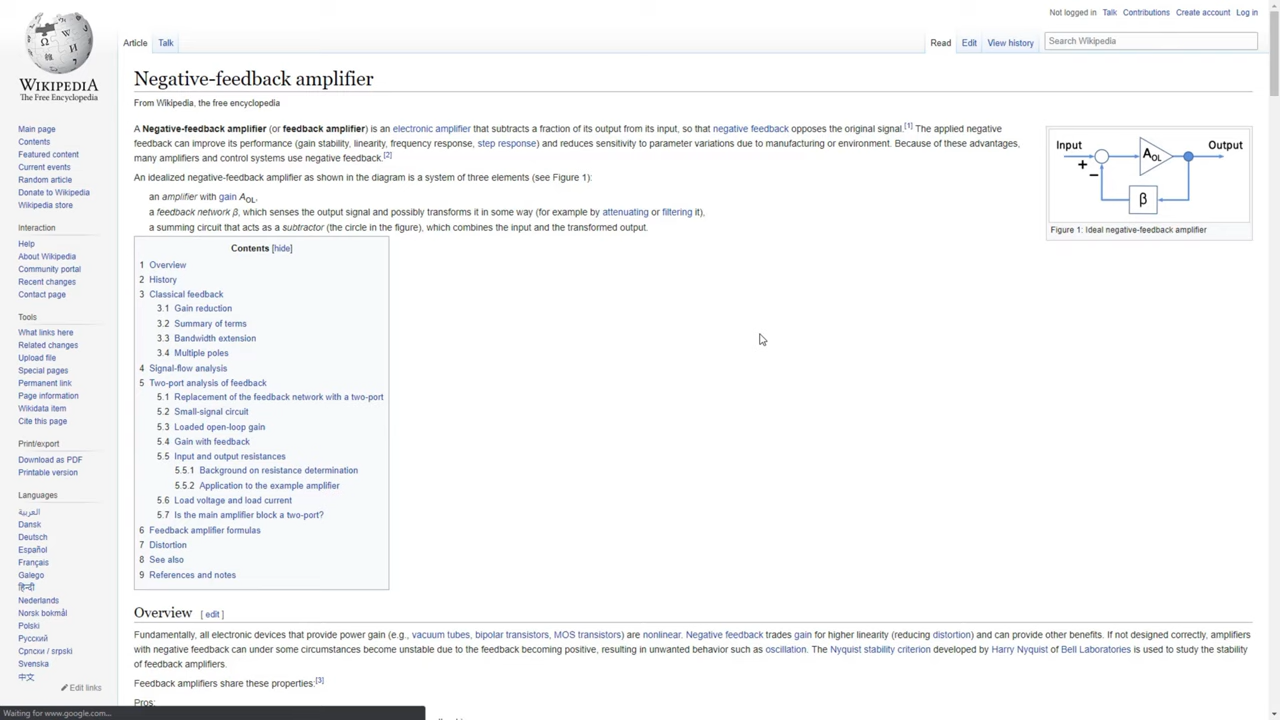 Not logged in Talk Contributions Create account Log in
Article Talk Read Edit View history Search Wikipedia
WIKIPEDIA
The Free Encyclopedia
Main page
Contents
Featured content
Current events
Random article
Donate to Wikipedia
Wikipedia store
Interaction
Help
About Wikipedia
Community portal
Recent changes
Contact page
Tools
What links here
Related changes
Upload file
Special pages
Permanent link
Page information
Wikidata item
Cite this page
Print/export
Download as PDF
Printable version
Languages
العربية
Dansk
Deutsch
Español
Français
Galego
हिन्दी
Nederlands
Norsk bokmål
Polski
Русский
Српски / srpski
Svenska
中文
Edit links
Negative-feedback amplifier
From Wikipedia, the free encyclopedia
A Negative-feedback amplifier (or feedback amplifier) is an electronic amplifier that subtracts a fraction of its output from its input, so that negative feedback opposes the original signal.[1] The applied negative
feedback can improve its performance (gain stability, linearity, frequency response, step response) and reduces sensitivity to parameter variations due to manufacturing or environment. Because of these advantages,
many amplifiers and control systems use negative feedback.[2]
An idealized negative-feedback amplifier as shown in the diagram is a system of three elements (see Figure 1):
an amplifier with gain AOL,
a feedback network β, which senses the output signal and possibly transforms it in some way (for example by attenuating or filtering it),
a summing circuit that acts as a subtractor (the circle in the figure), which combines the input and the transformed output.
Input AOL Output
+
−
β
Figure 1: Ideal negative-feedback amplifier
Contents [hide]
1 Overview
2 History
3 Classical feedback
3.1 Gain reduction
3.2 Summary of terms
3.3 Bandwidth extension
3.4 Multiple poles
4 Signal-flow analysis
5 Two-port analysis of feedback
5.1 Replacement of the feedback network with a two-port
5.2 Small-signal circuit
5.3 Loaded open-loop gain
5.4 Gain with feedback
5.5 Input and output resistances
5.5.1 Background on resistance determination
5.5.2 Application to the example amplifier
5.6 Load voltage and load current
5.7 Is the main amplifier block a two-port?
6 Feedback amplifier formulas
7 Distortion
8 See also
9 References and notes
Overview [ edit ]
Fundamentally, all electronic devices that provide power gain (e.g., vacuum tubes, bipolar transistors, MOS transistors) are nonlinear. Negative feedback trades gain for higher linearity (reducing distortion) and can provide other benefits. If not designed correctly, amplifiers
with negative feedback can under some circumstances become unstable due to the feedback becoming positive, resulting in unwanted behavior such as oscillation. The Nyquist stability criterion developed by Harry Nyquist of Bell Laboratories is used to study the stability
of feedback amplifiers.
Feedback amplifiers share these properties:[3]
Pros:
Waiting for www.google.com...